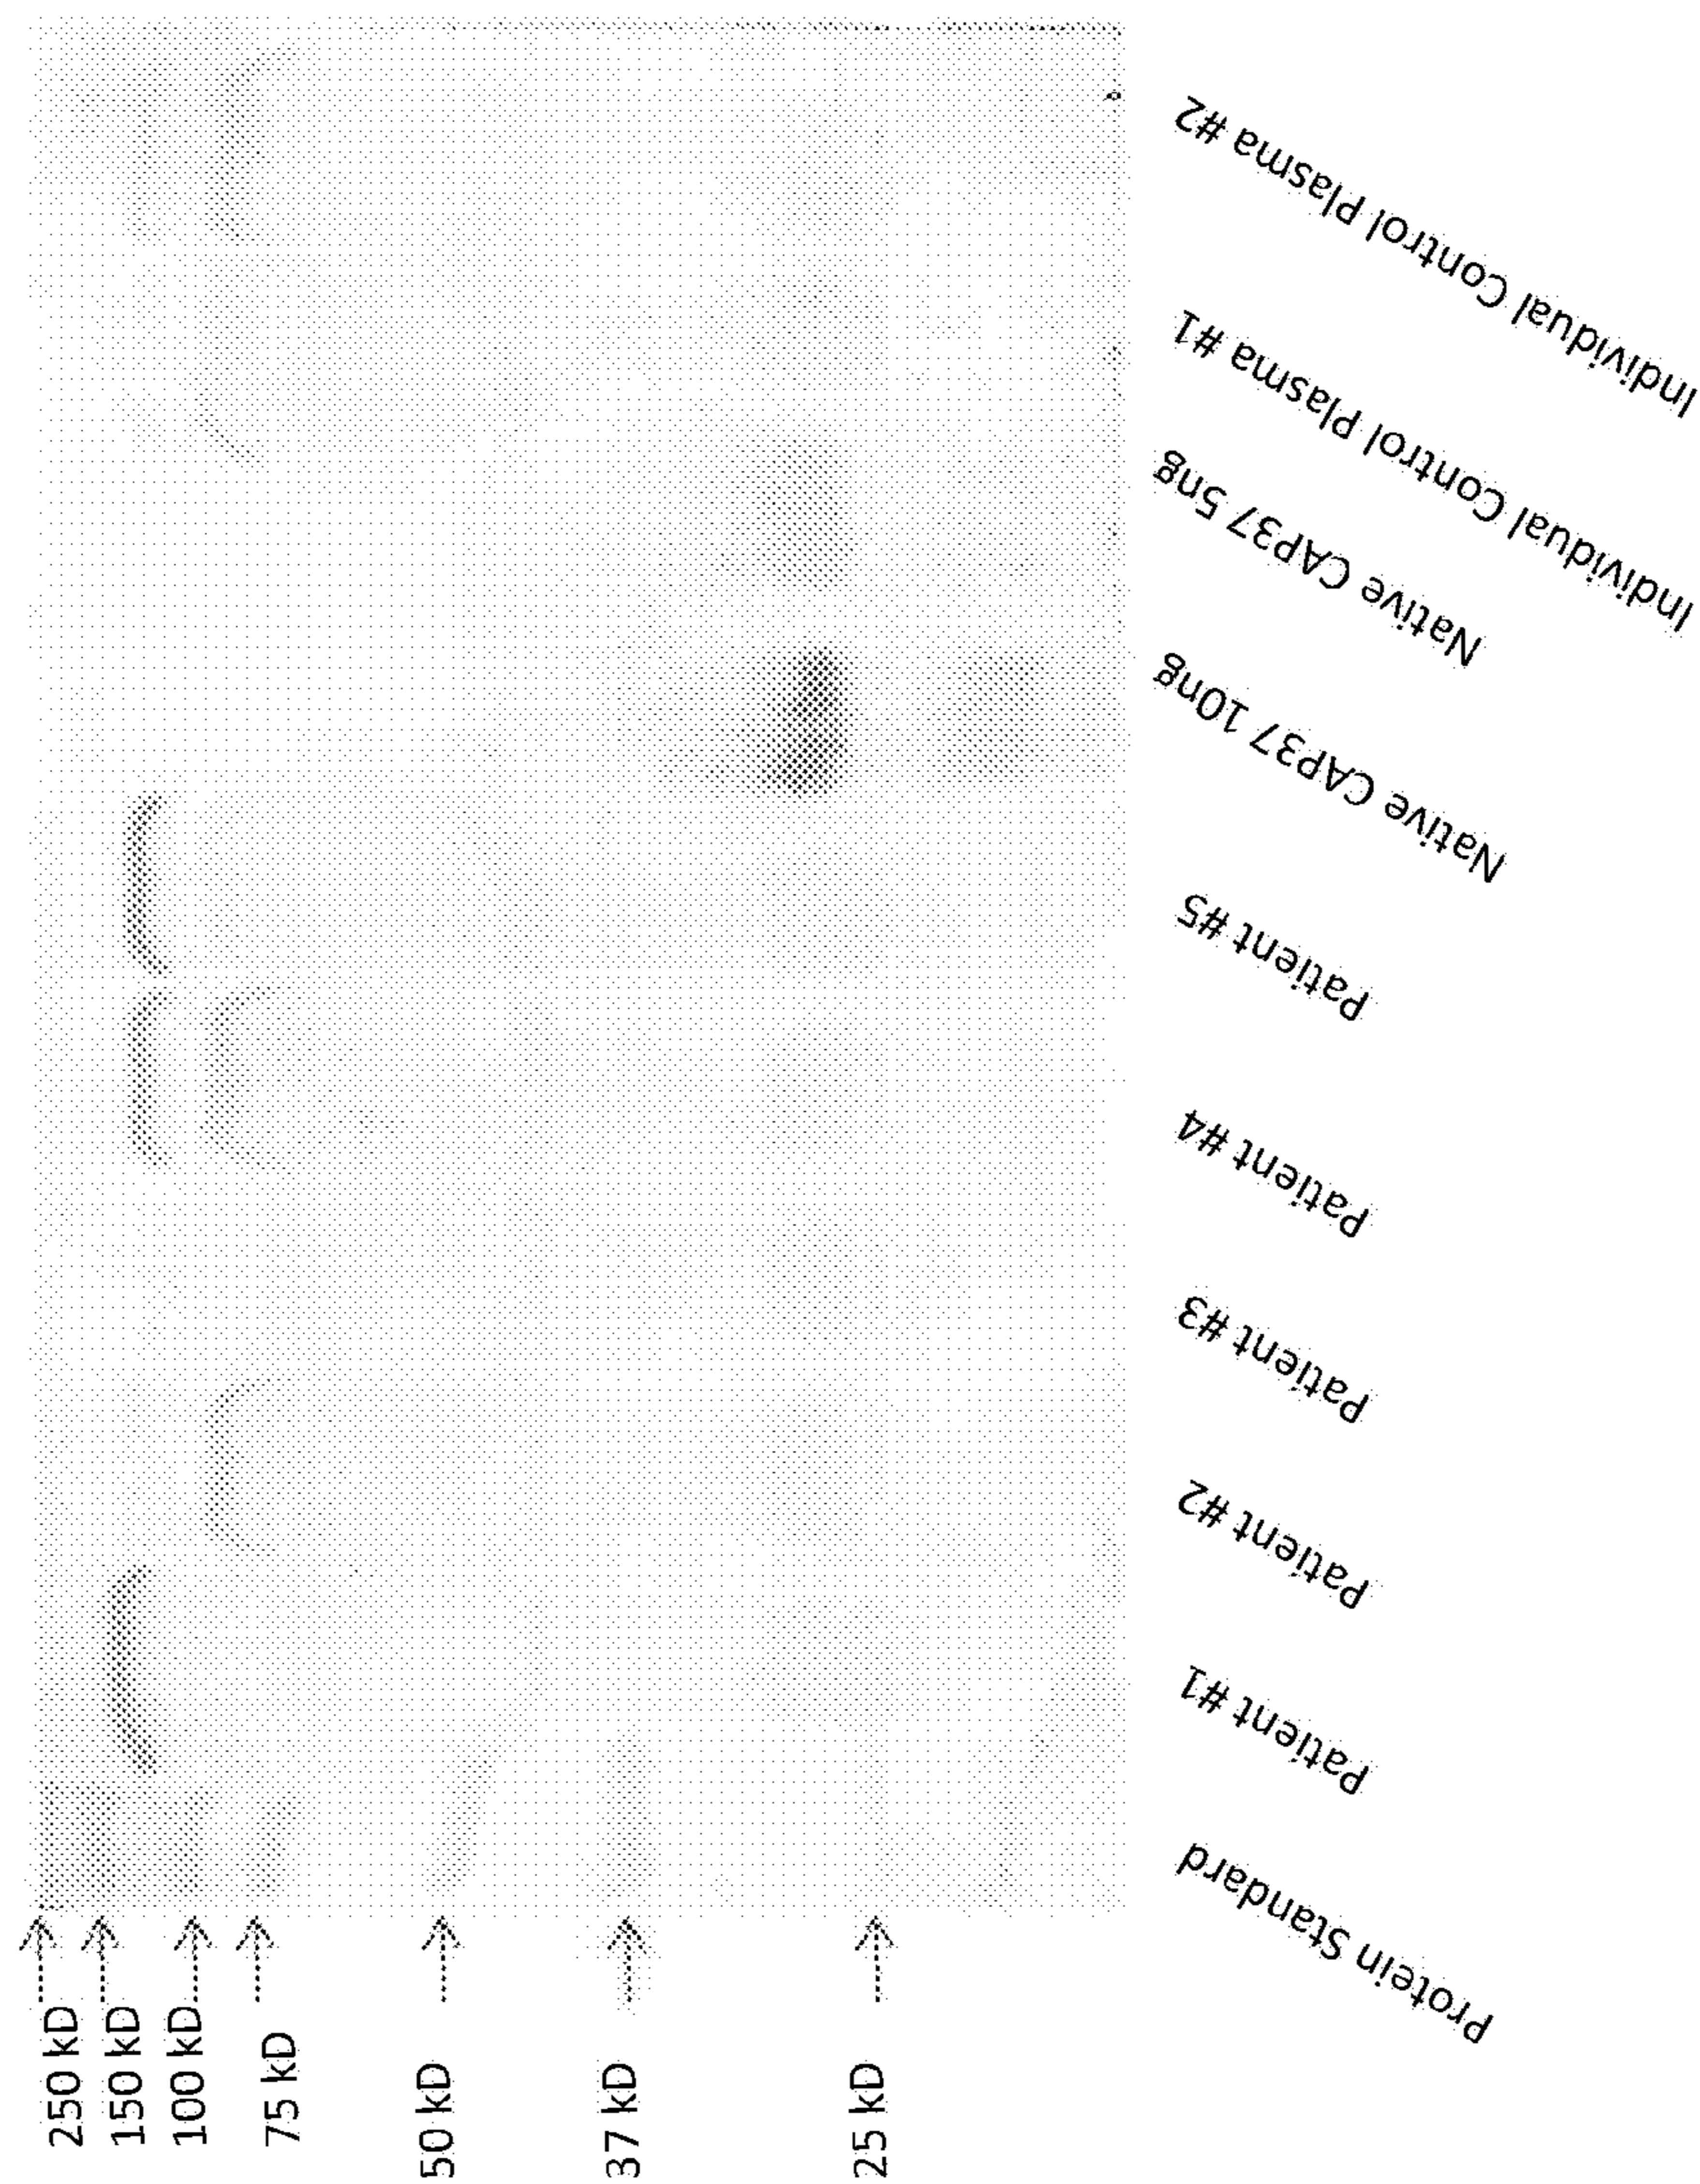 250 kD
150 kD
100 kD
75 kD
50 kD
37 kD
25 kD
Protein Standard
Patient #1
Patient #2
Patient #3
Patient #4
Patient #5
Native CAP37 10ng
Native CAP37 5ng
Individual Control Plasma #1
Individual Control Plasma #2